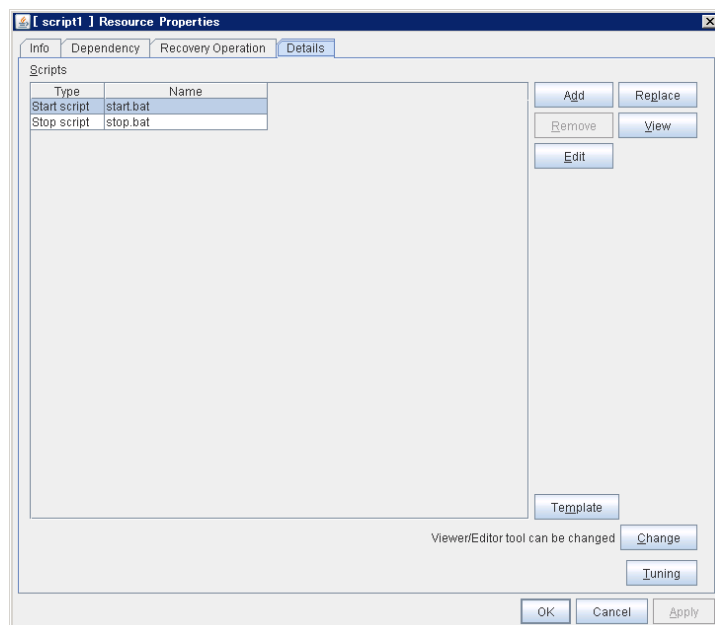 [ script1 ] Resource Properties
Info Dependency Recovery Operation Details
Scripts
Type Name
Start script start.bat
Stop script stop.bat
Add Replace
Remove View
Edit
Template
Viewer/Editor tool can be changed Change
Tuning
OK Cancel Apply